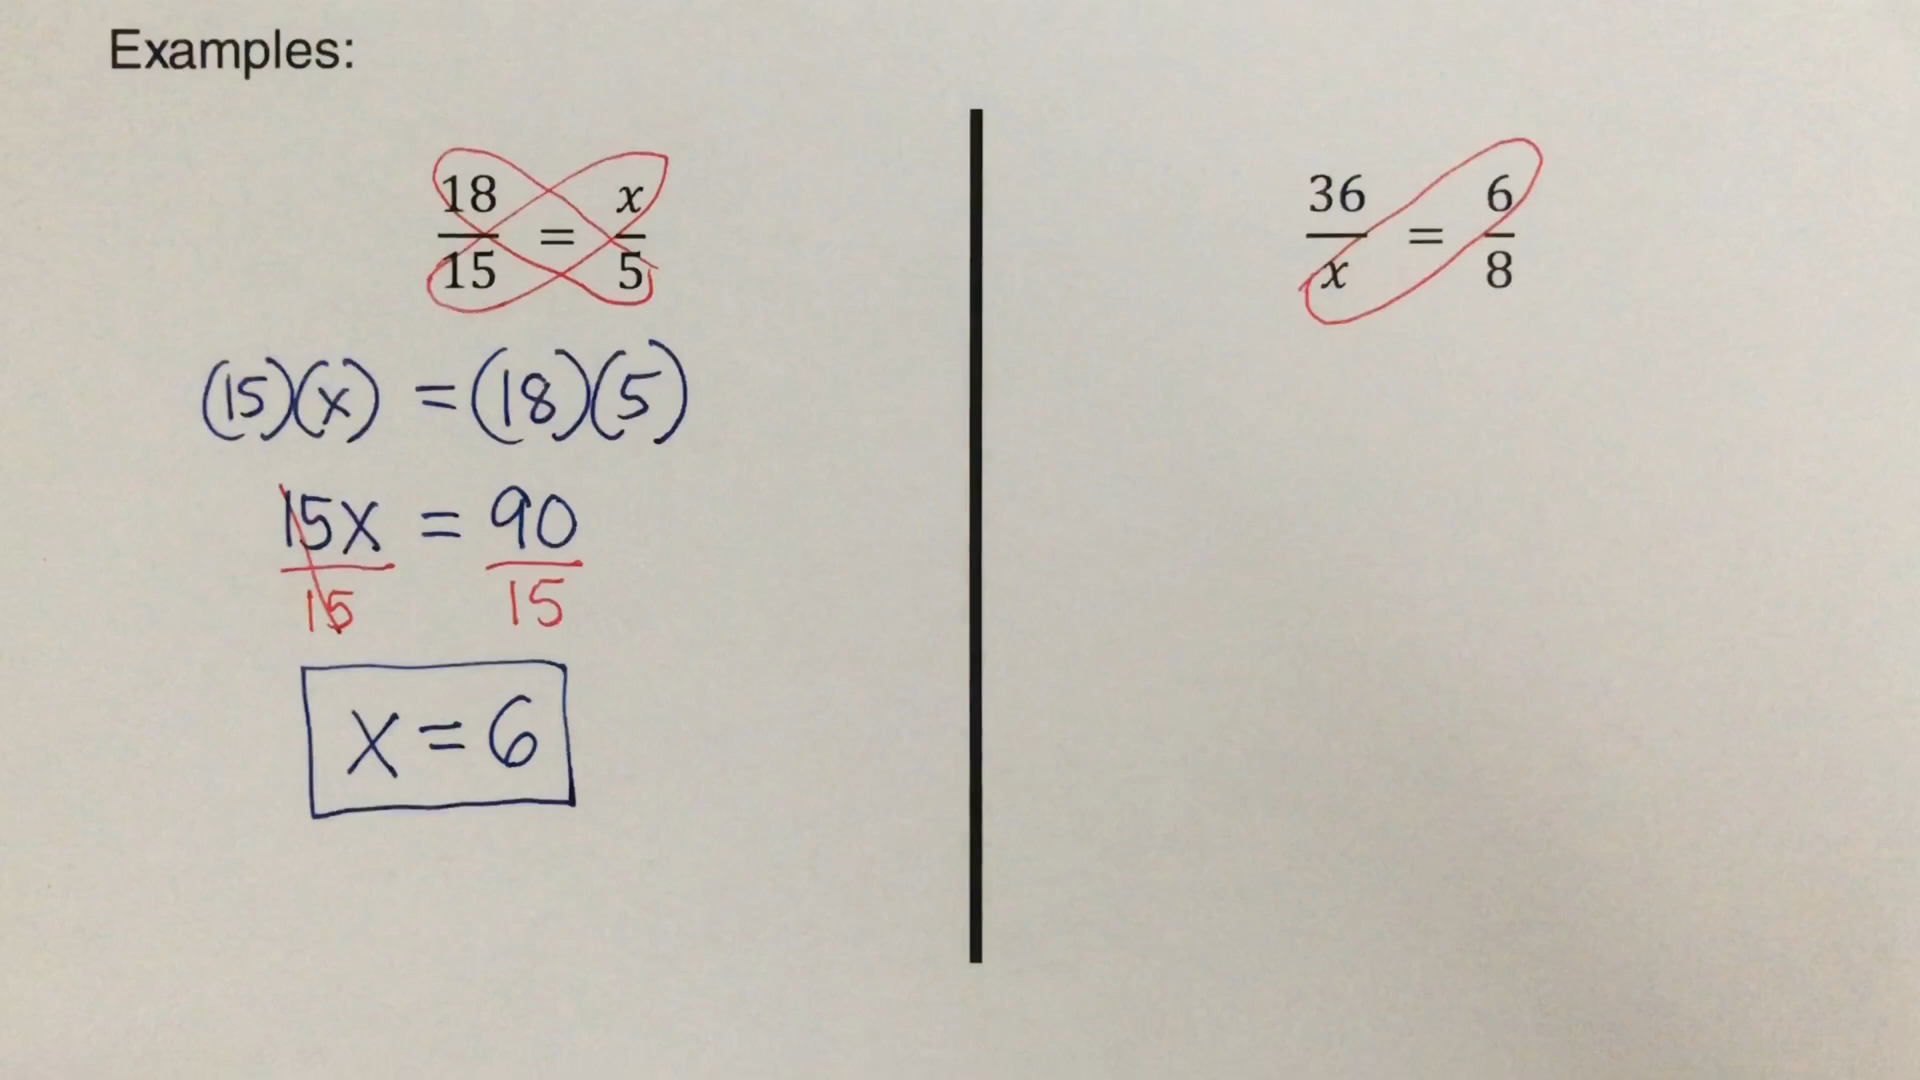 Examples:
18/15 = x/5
(15)(x) = (18)(5)
15x = 90
15 15
x = 6
36/x = 6/8